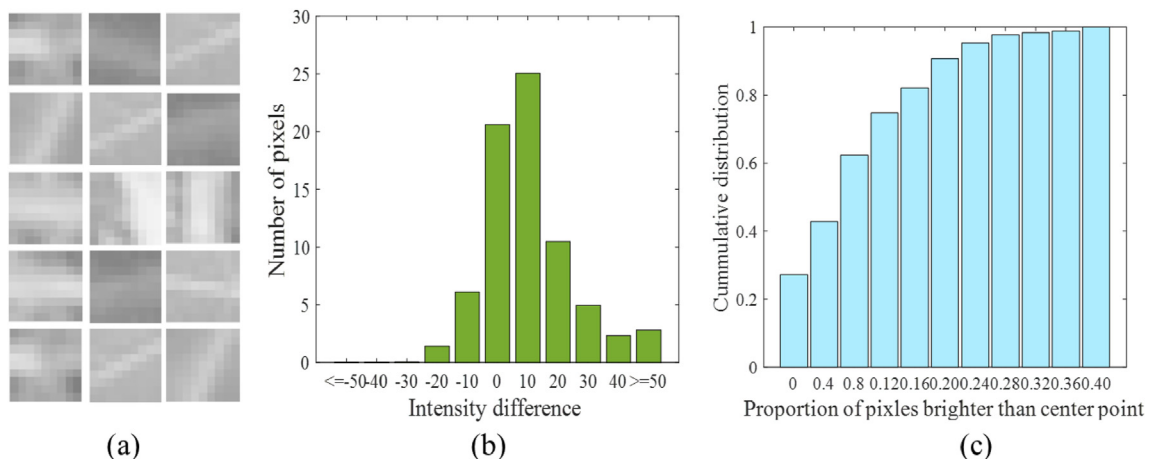 30
25
20
15
10
5
0
Number of pixels
<=-50 -40 -30 -20 -10 0 10 20 30 40 >=50
Intensity difference
1
0.8
0.6
0.4
0.2
0
Cummulative distribution
0 0.4 0.8 0.12 0.16 0.20 0.24 0.28 0.32 0.36 0.40
Proportion of pixles brighter than center point
(a) (b) (c)